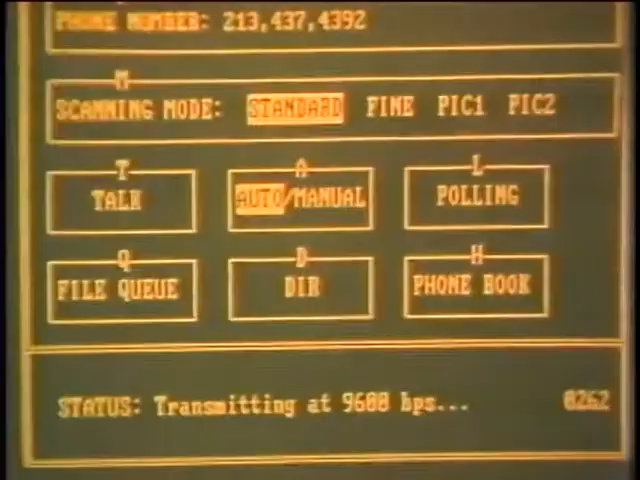 PHONE NUMBER: 213,437,4392
M
SCANNING MODE: STANDARD FINE PIC1 PIC2
T A L
TALK AUTO/MANUAL POLLING
Q D H
FILE QUEUE DIR PHONE BOOK
STATUS: Transmitting at 9600 bps... 0262